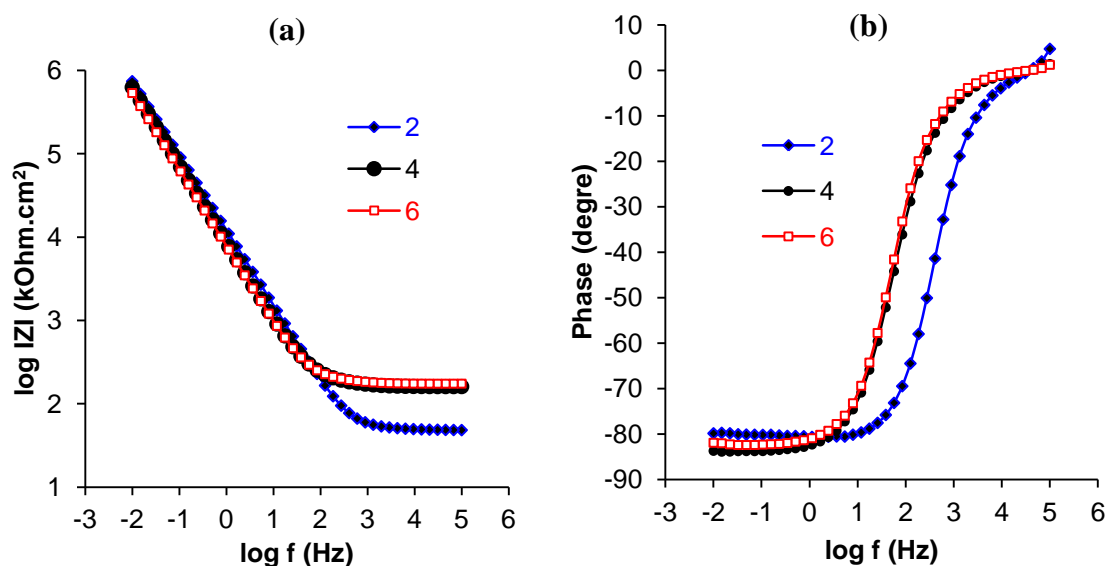 (a)
6
5
4
3
2
1
-3 -2 -1 0 1 2 3 4 5 6
log IZI (kOhm.cm²)
log f (Hz)
2
4
6
(b)
10
0
-10
-20
-30
-40
-50
-60
-70
-80
-90
-3 -2 -1 0 1 2 3 4 5 6
Phase (degre)
log f (Hz)
2
4
6